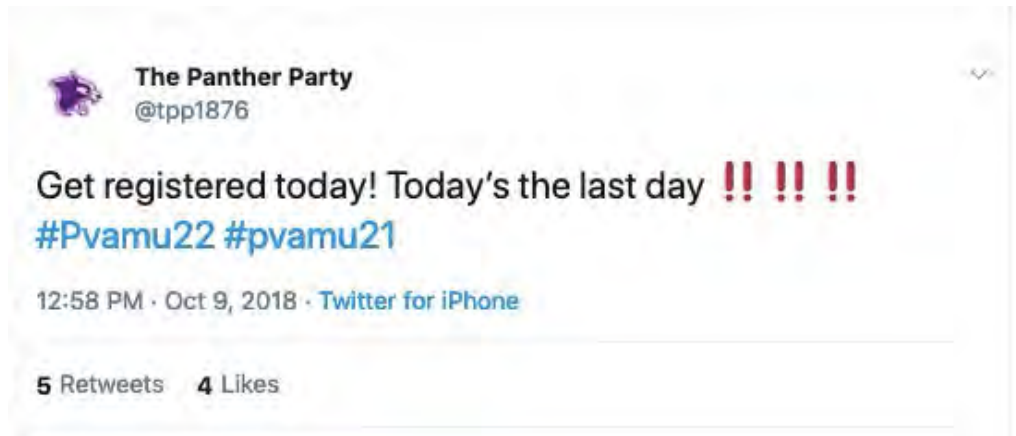 The Panther Party
@tpp1876
Get registered today! Today's the last day ‼️ ‼️ ‼️
#Pvamu22 #pvamu21
12:58 PM · Oct 9, 2018 · Twitter for iPhone
5 Retweets 4 Likes